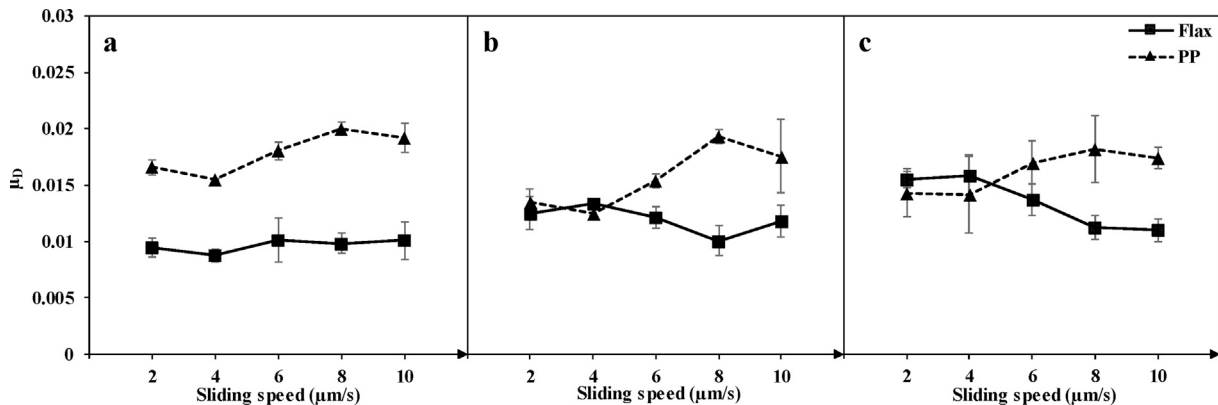 0.03
0.025
0.02
0.015
0.01
0.005
0
μD
a
b
c
Flax
PP
2 4 6 8 10
2 4 6 8 10
2 4 6 8 10
Sliding speed (μm/s)
Sliding speed (μm/s)
Sliding speed (μm/s)